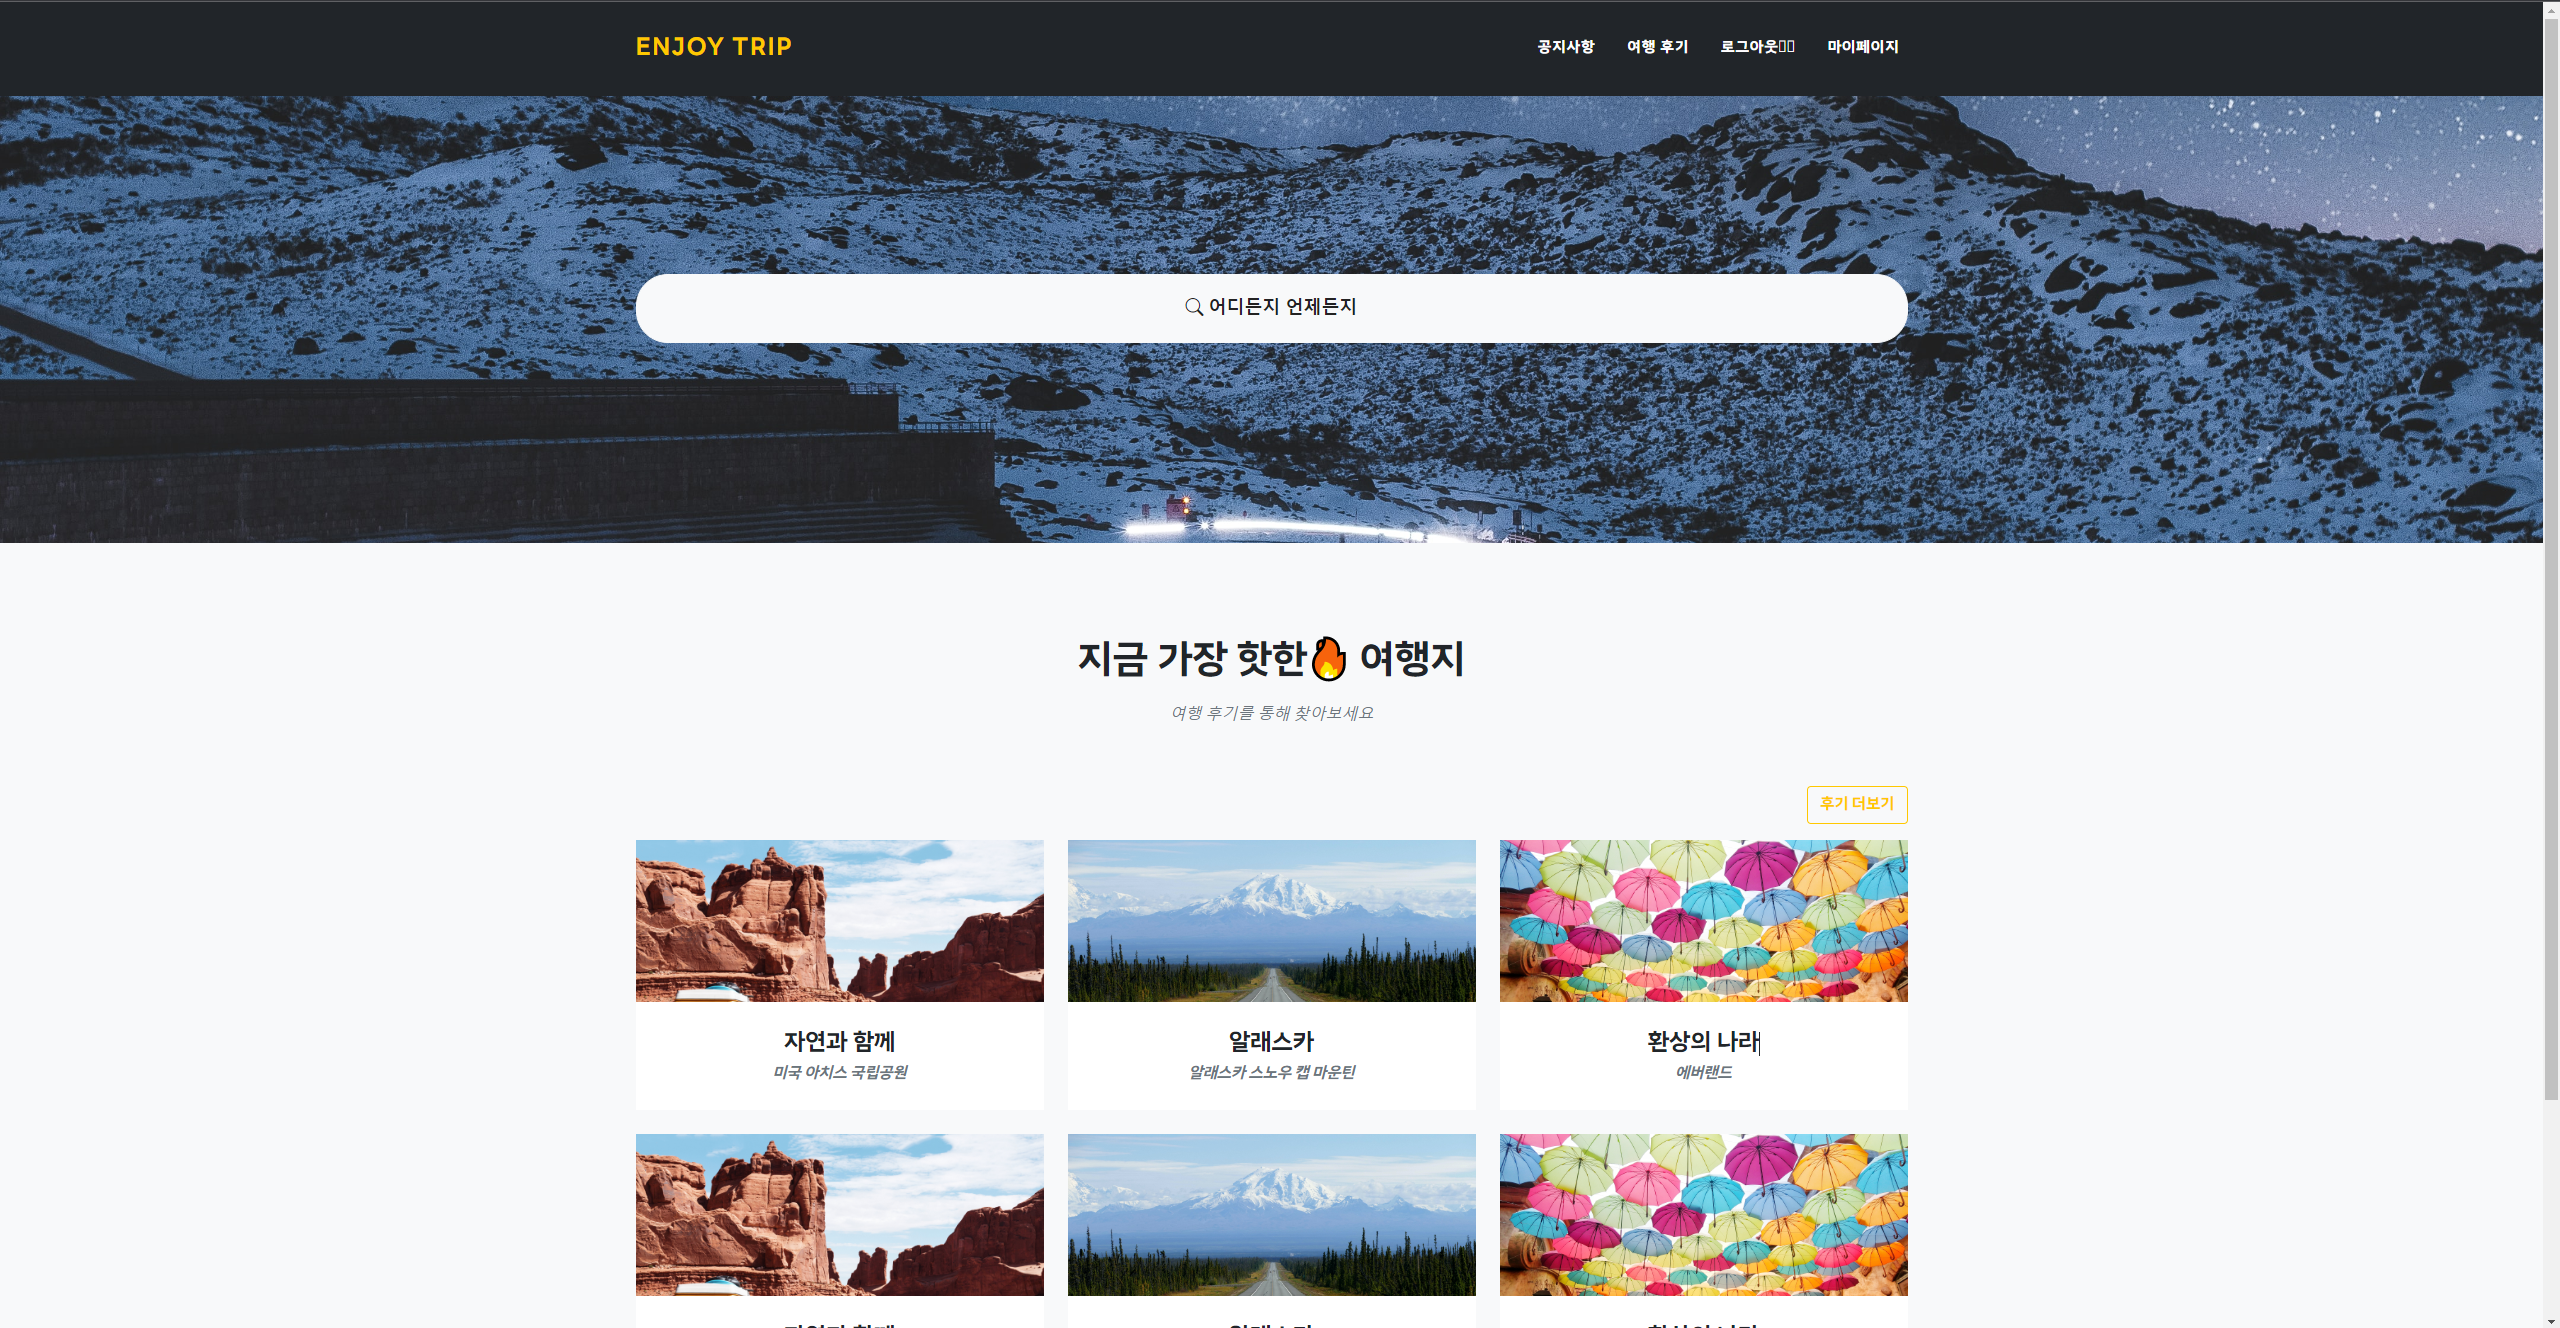 ENJOY TRIP
공지사항 여행 후기 로그아웃 마이페이지
어디든지 언제든지
지금 가장 핫한🔥 여행지
여행 후기를 통해 찾아보세요
후기 더보기
자연과 함께 알래스카 환상의 나라
미국 아치스 국립공원 알래스카 스노우 캡 마운틴 에버랜드